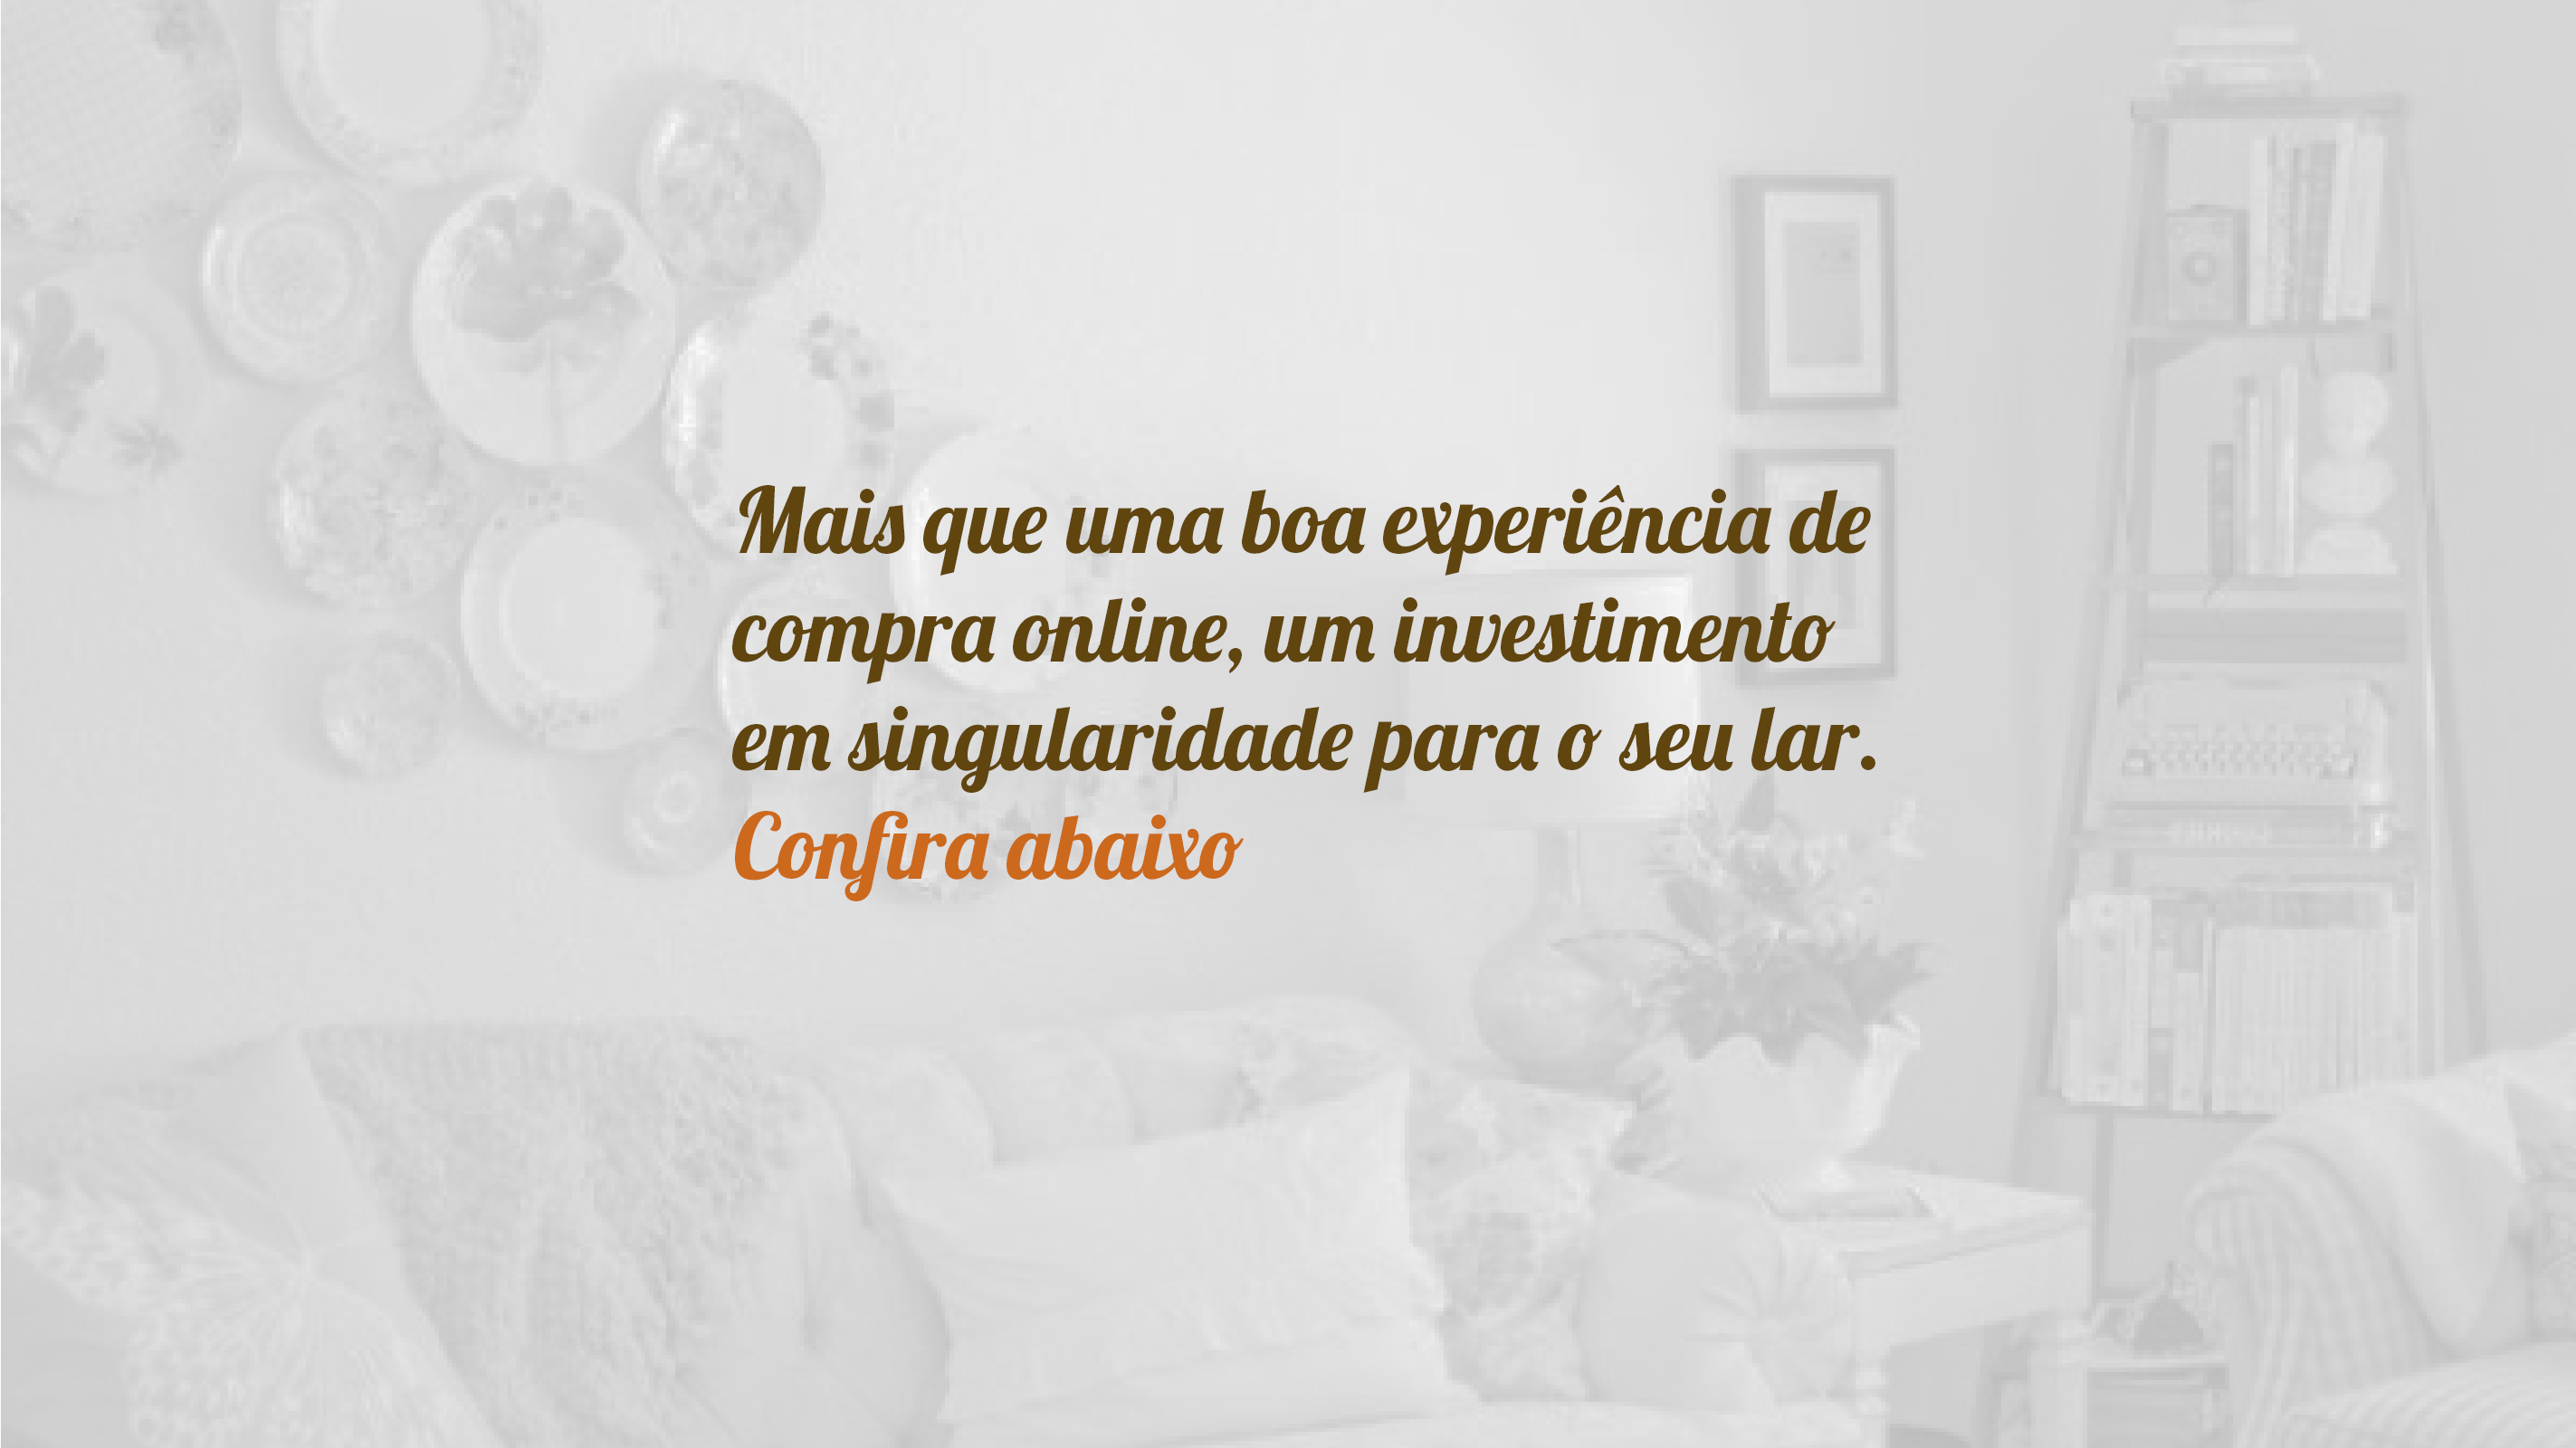 Mais que uma boa experiência de
compra online, um investimento
em singularidade para o seu lar.
Confira abaixo